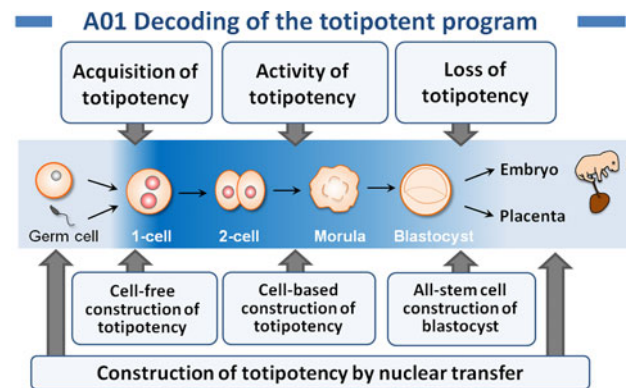 A01 Decoding of the totipotent program
Acquisition of
totipotency
Activity of
totipotency
Loss of
totipotency
Germ cell
1-cell
2-cell
Morula
Blastocyst
Embryo
Placenta
Cell-free
construction of
totipotency
Cell-based
construction of
totipotency
All-stem cell
construction of
blastocyst
Construction of totipotency by nuclear transfer